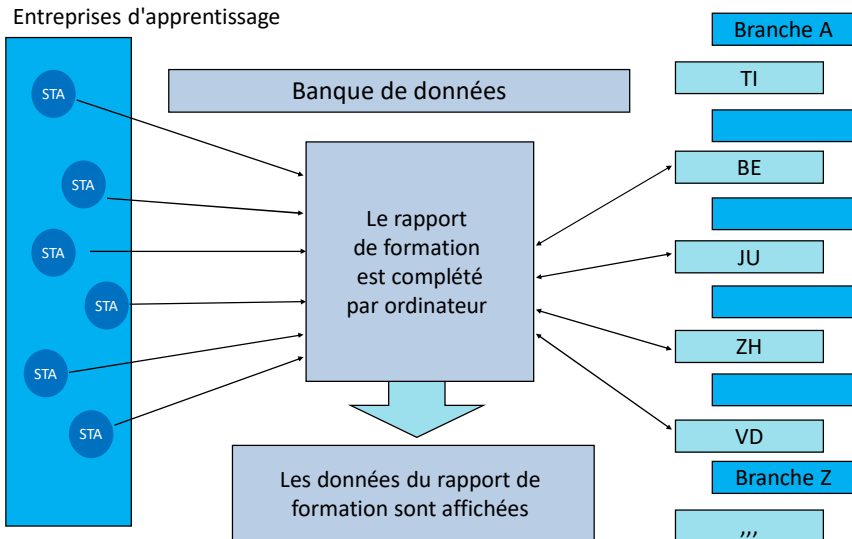 Entreprises d'apprentissage
Branche A
STA
TI
Banque de données
BE
STA
Le rapport
de formation
est complété
par ordinateur
STA
JU
STA
ZH
STA
STA
VD
Les données du rapport de
formation sont affichées
Branche Z
,,,